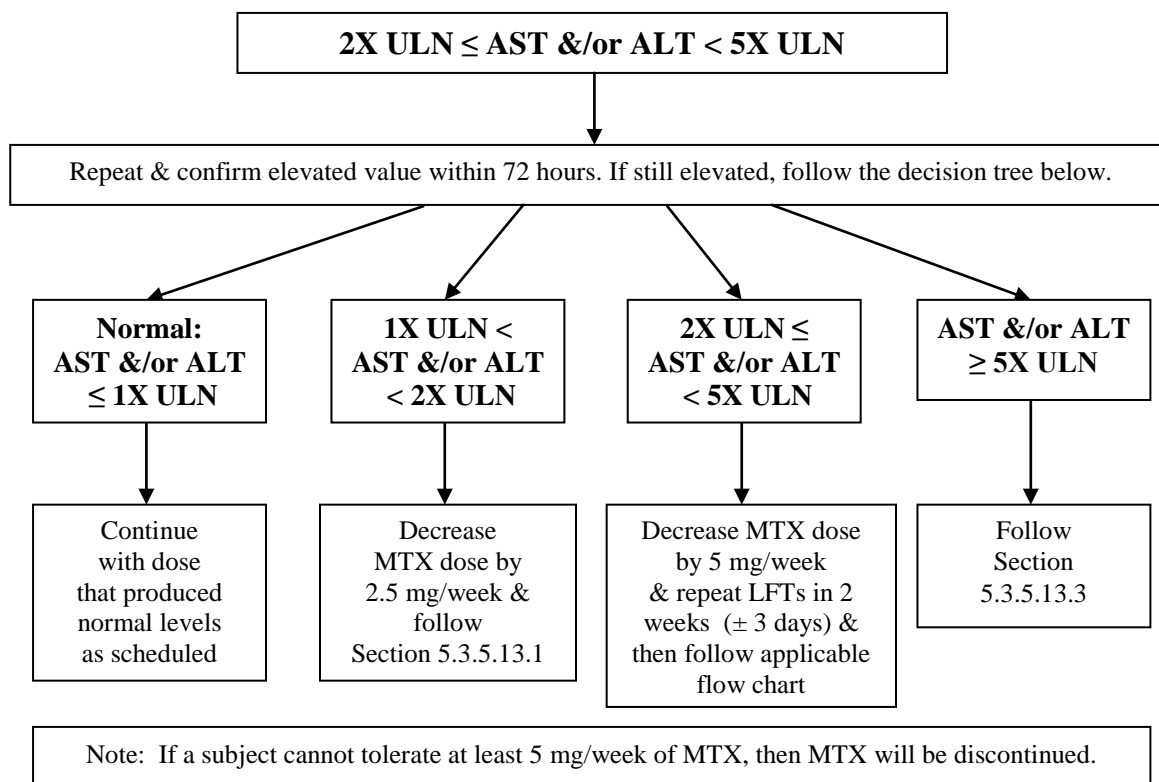 2X ULN ≤ AST &/or ALT < 5X ULN
Repeat & confirm elevated value within 72 hours. If still elevated, follow the decision tree below.
Normal:
AST &/or ALT
≤ 1X ULN
1X ULN <
AST &/or ALT
< 2X ULN
2X ULN ≤
AST &/or ALT
< 5X ULN
AST &/or ALT
≥ 5X ULN
Continue
with dose
that produced
normal levels
as scheduled
Decrease
MTX dose by
2.5 mg/week &
follow
Section 5.3.5.13.1
Decrease MTX dose
by 5 mg/week
& repeat LFTs in 2
weeks (± 3 days) &
then follow applicable
flow chart
Follow
Section
5.3.5.13.3
Note: If a subject cannot tolerate at least 5 mg/week of MTX, then MTX will be discontinued.